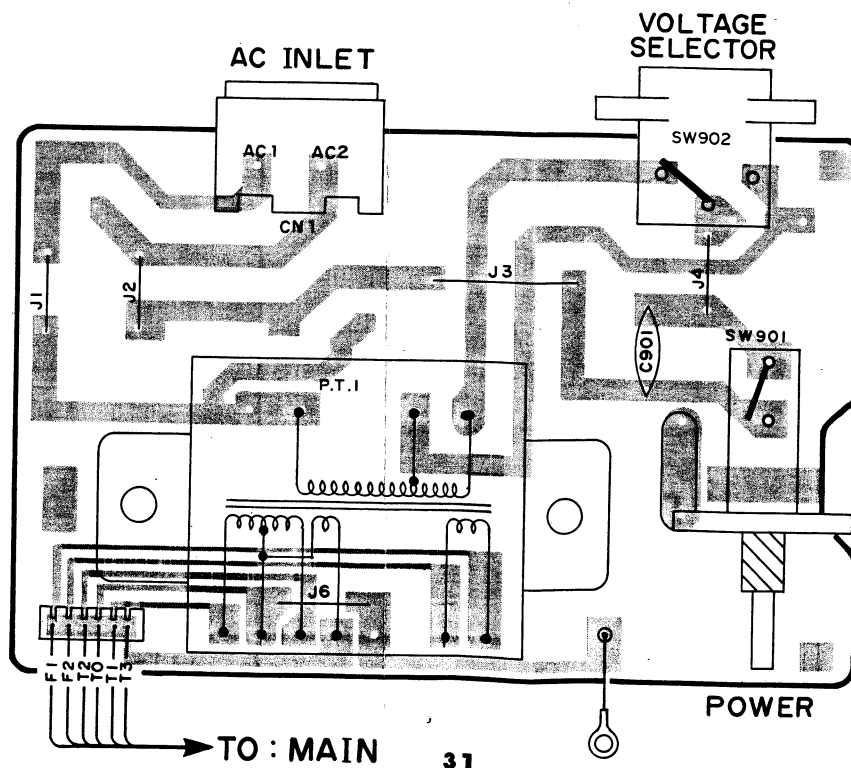 VOLTAGE
SELECTOR
AC INLET
SW902
AC1
AC2
CN1
J1
J2
J3
J4
C901
SW901
P.T.1
J6
F1
F2
T2
T0
T1
T3
POWER
TO : MAIN
31